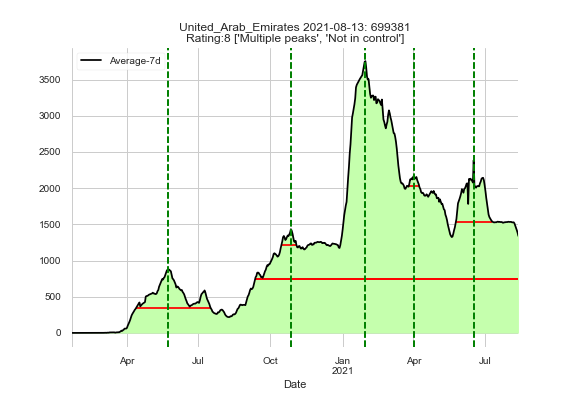 United_Arab_Emirates 2021-08-13: 699381
Rating:8 ['Multiple peaks', 'Not in control']
Average-7d
3500
3000
2500
2000
1500
1000
500
0
Apr Jul Oct Jan Apr Jul
2021
Date